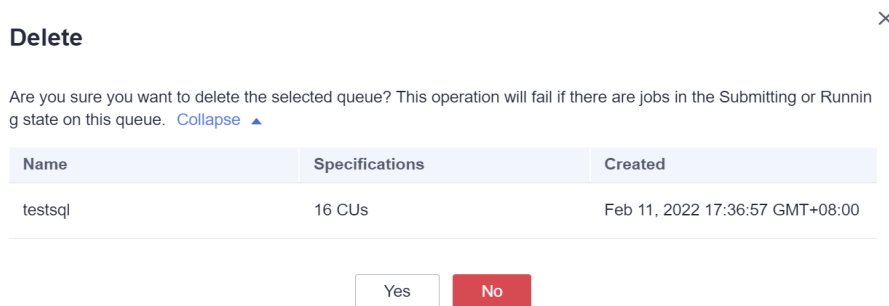 Delete
Are you sure you want to delete the selected queue? This operation will fail if there are jobs in the Submitting or Runnin
g state on this queue. Collapse ▲
Name Specifications Created
testsql 16 CUs Feb 11, 2022 17:36:57 GMT+08:00
Yes No